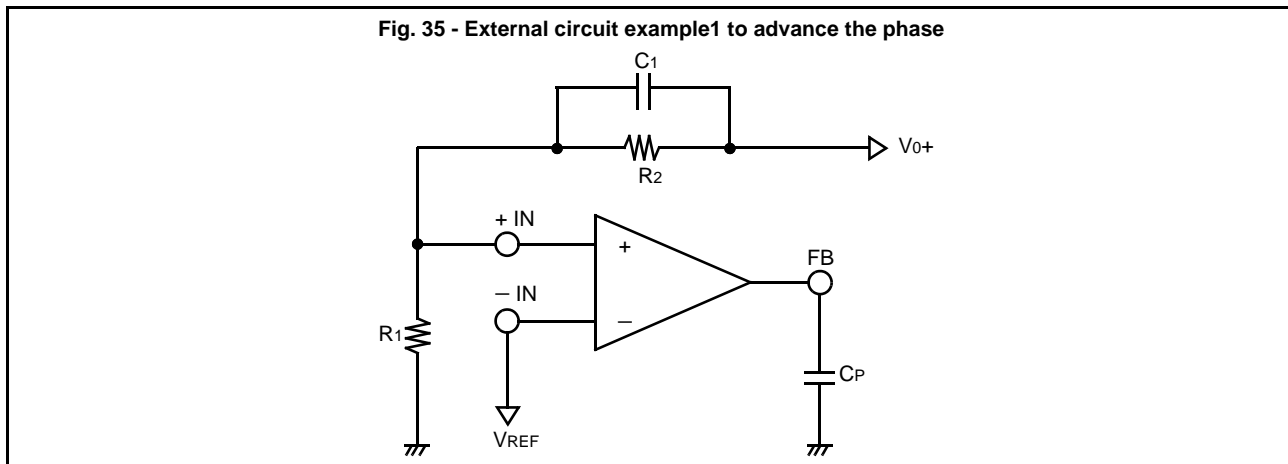 Fig. 35 - External circuit example1 to advance the phase
C1
V0+
R2
+ IN
+
FB
– IN
–
R1
CP
VREF